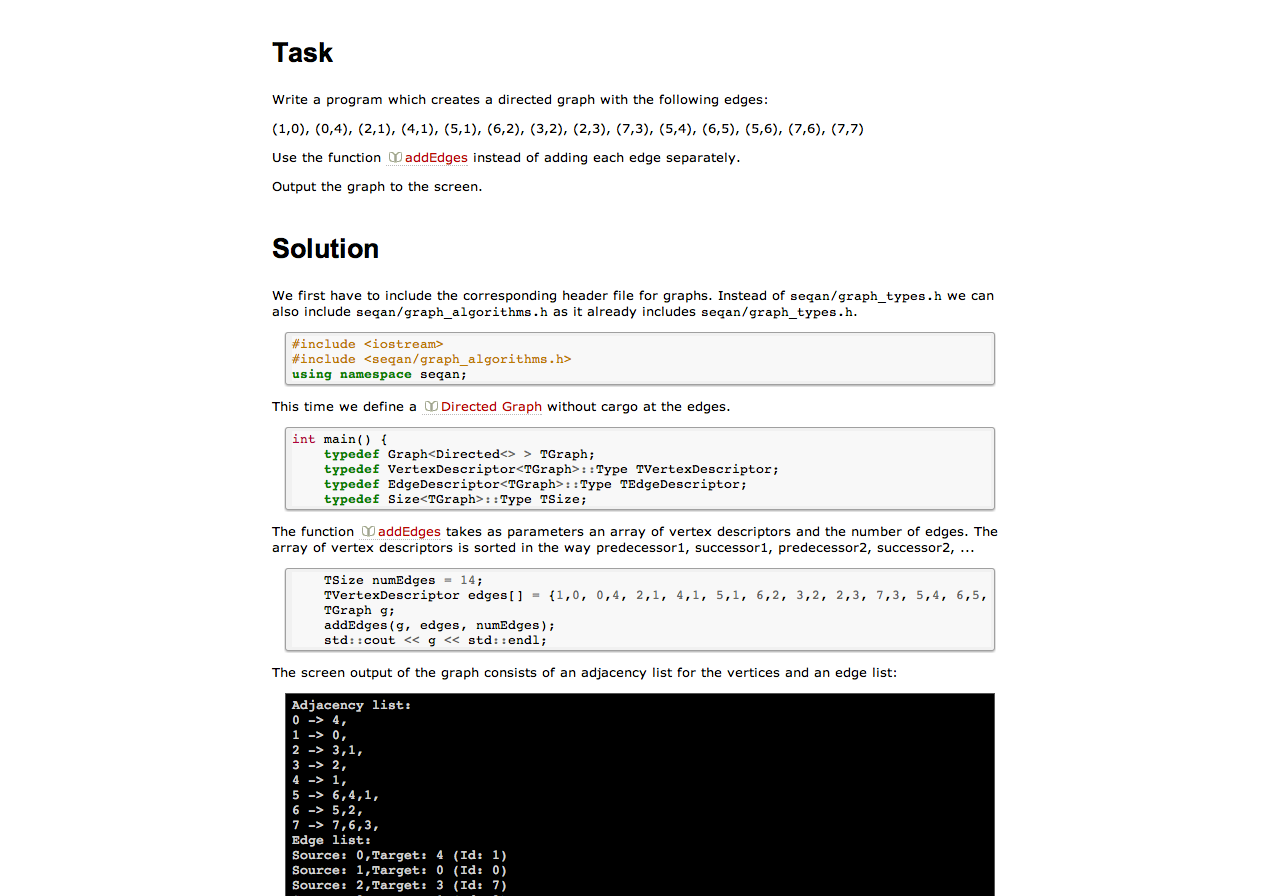 Task
Write a program which creates a directed graph with the following edges:
(1,0), (0,4), (2,1), (4,1), (5,1), (6,2), (3,2), (2,3), (7,3), (5,4), (6,5), (5,6), (7,6), (7,7)
Use the function addEdges instead of adding each edge separately.
Output the graph to the screen.
Solution
We first have to include the corresponding header file for graphs. Instead of seqan/graph_types.h we can
also include seqan/graph_algorithms.h as it already includes seqan/graph_types.h.
#include <iostream>
#include <seqan/graph_algorithms.h>
using namespace seqan;
This time we define a Directed Graph without cargo at the edges.
int main() {
    typedef Graph<Directed<> > TGraph;
    typedef VertexDescriptor<TGraph>::Type TVertexDescriptor;
    typedef EdgeDescriptor<TGraph>::Type TEdgeDescriptor;
    typedef Size<TGraph>::Type TSize;
The function addEdges takes as parameters an array of vertex descriptors and the number of edges. The
array of vertex descriptors is sorted in the way predecessor1, successor1, predecessor2, successor2, ...
    TSize numEdges = 14;
    TVertexDescriptor edges[] = {1,0, 0,4, 2,1, 4,1, 5,1, 6,2, 3,2, 2,3, 7,3, 5,4, 6,5,
    TGraph g;
    addEdges(g, edges, numEdges);
    std::cout << g << std::endl;
The screen output of the graph consists of an adjacency list for the vertices and an edge list:
Adjacency list:
0 -> 4,
1 -> 0,
2 -> 3,1,
3 -> 2,
4 -> 1,
5 -> 6,4,1,
6 -> 5,2,
7 -> 7,6,3,
Edge list:
Source: 0,Target: 4 (Id: 1)
Source: 1,Target: 0 (Id: 0)
Source: 2,Target: 3 (Id: 7)